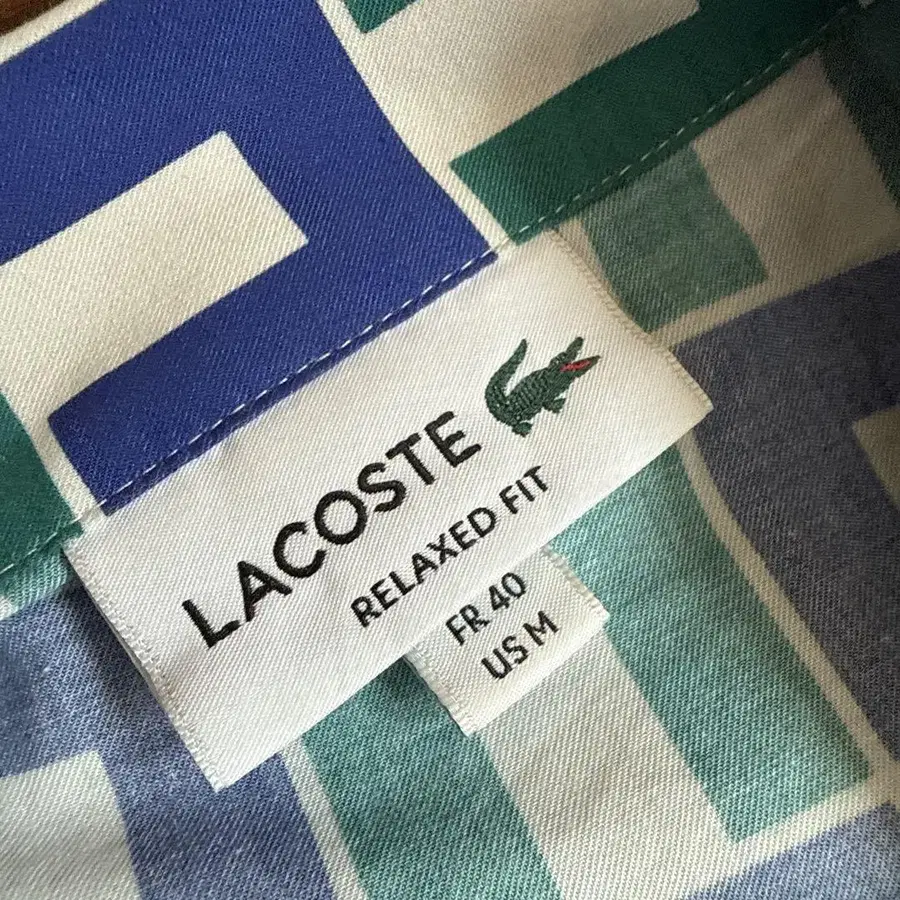 LACOSTE
RELAXED FIT
FR 40
US M